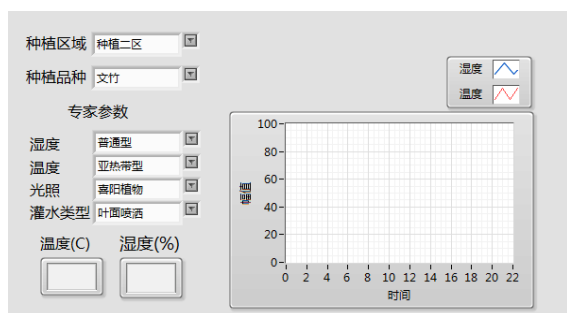 种植区域 种植二区
种植品种 文竹
专家参数
湿度 普通型
温度 亚热带型
光照 喜阳植物
灌水类型 叶面喷洒
温度(C) 湿度(%)
湿度
温度
幅值
100
80
60
40
20
0
0 2 4 6 8 10 12 14 16 18 20 22
时间